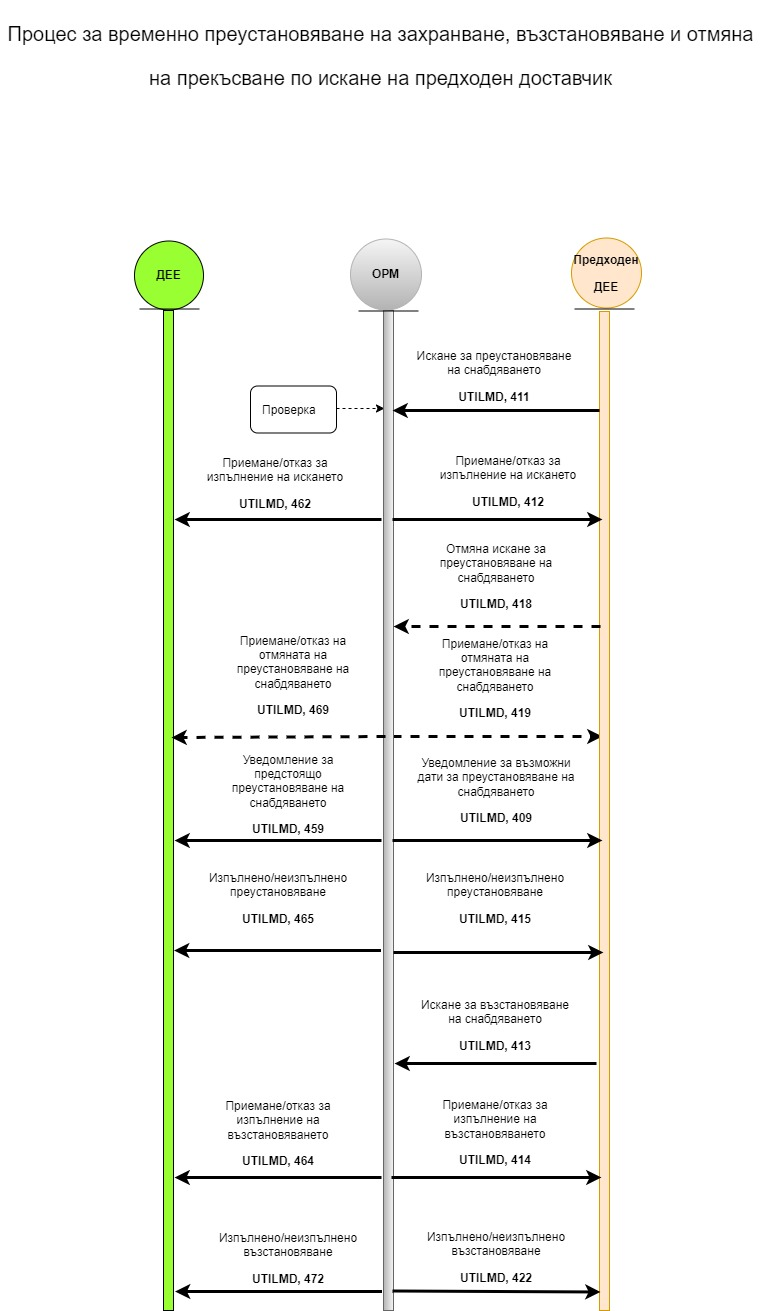 Процес за временно преустановяване на захранване, възстановяване и отмяна
на прекъсване по искане на предходен доставчик
ДЕЕ
ОРМ
Предходен
ДЕЕ
Искане за преустановяване
на снабдяването
UTILMD, 411
Проверка
Приемане/отказ за
изпълнение на искането
UTILMD, 462
Приемане/отказ за
изпълнение на искането
UTILMD, 412
Отмяна искане за
преустановяване на
снабдяването
UTILMD, 418
Приемане/отказ на
отмяната на
преустановяване на
снабдяването
UTILMD, 469
Приемане/отказ на
отмяната на
преустановяване на
снабдяването
UTILMD, 419
Уведомление за
предстоящо
преустановяване на
снабдяването
UTILMD, 459
Уведомление за възможни
дати за преустановяване на
снабдяването
UTILMD, 409
Изпълнено/неизпълнено
преустановяване
UTILMD, 465
Изпълнено/неизпълнено
преустановяване
UTILMD, 415
Искане за възстановяване
на снабдяването
UTILMD, 413
Приемане/отказ за
изпълнение на
възстановяването
UTILMD, 464
Приемане/отказ за
изпълнение на
възстановяването
UTILMD, 414
Изпълнено/неизпълнено
възстановяване
UTILMD, 472
Изпълнено/неизпълнено
възстановяване
UTILMD, 422